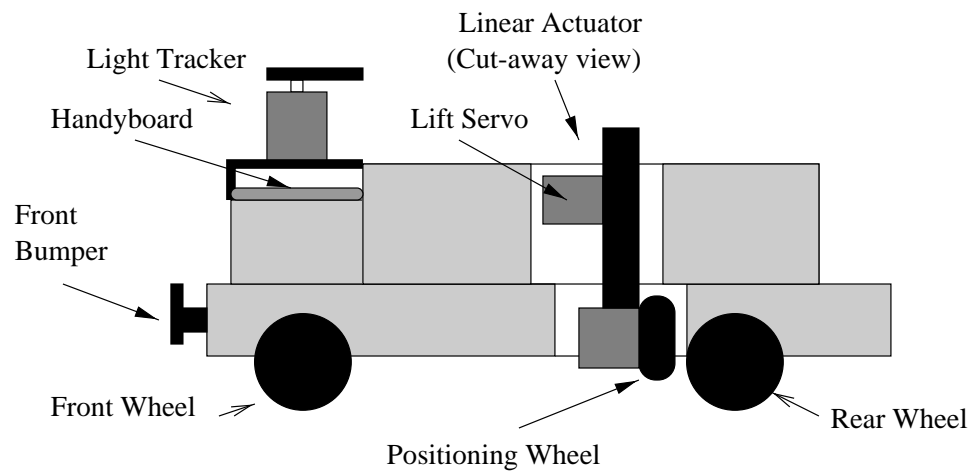 Linear Actuator
(Cut-away view)
Light Tracker
Handyboard
Lift Servo
Front
Bumper
Front Wheel
Positioning Wheel
Rear Wheel